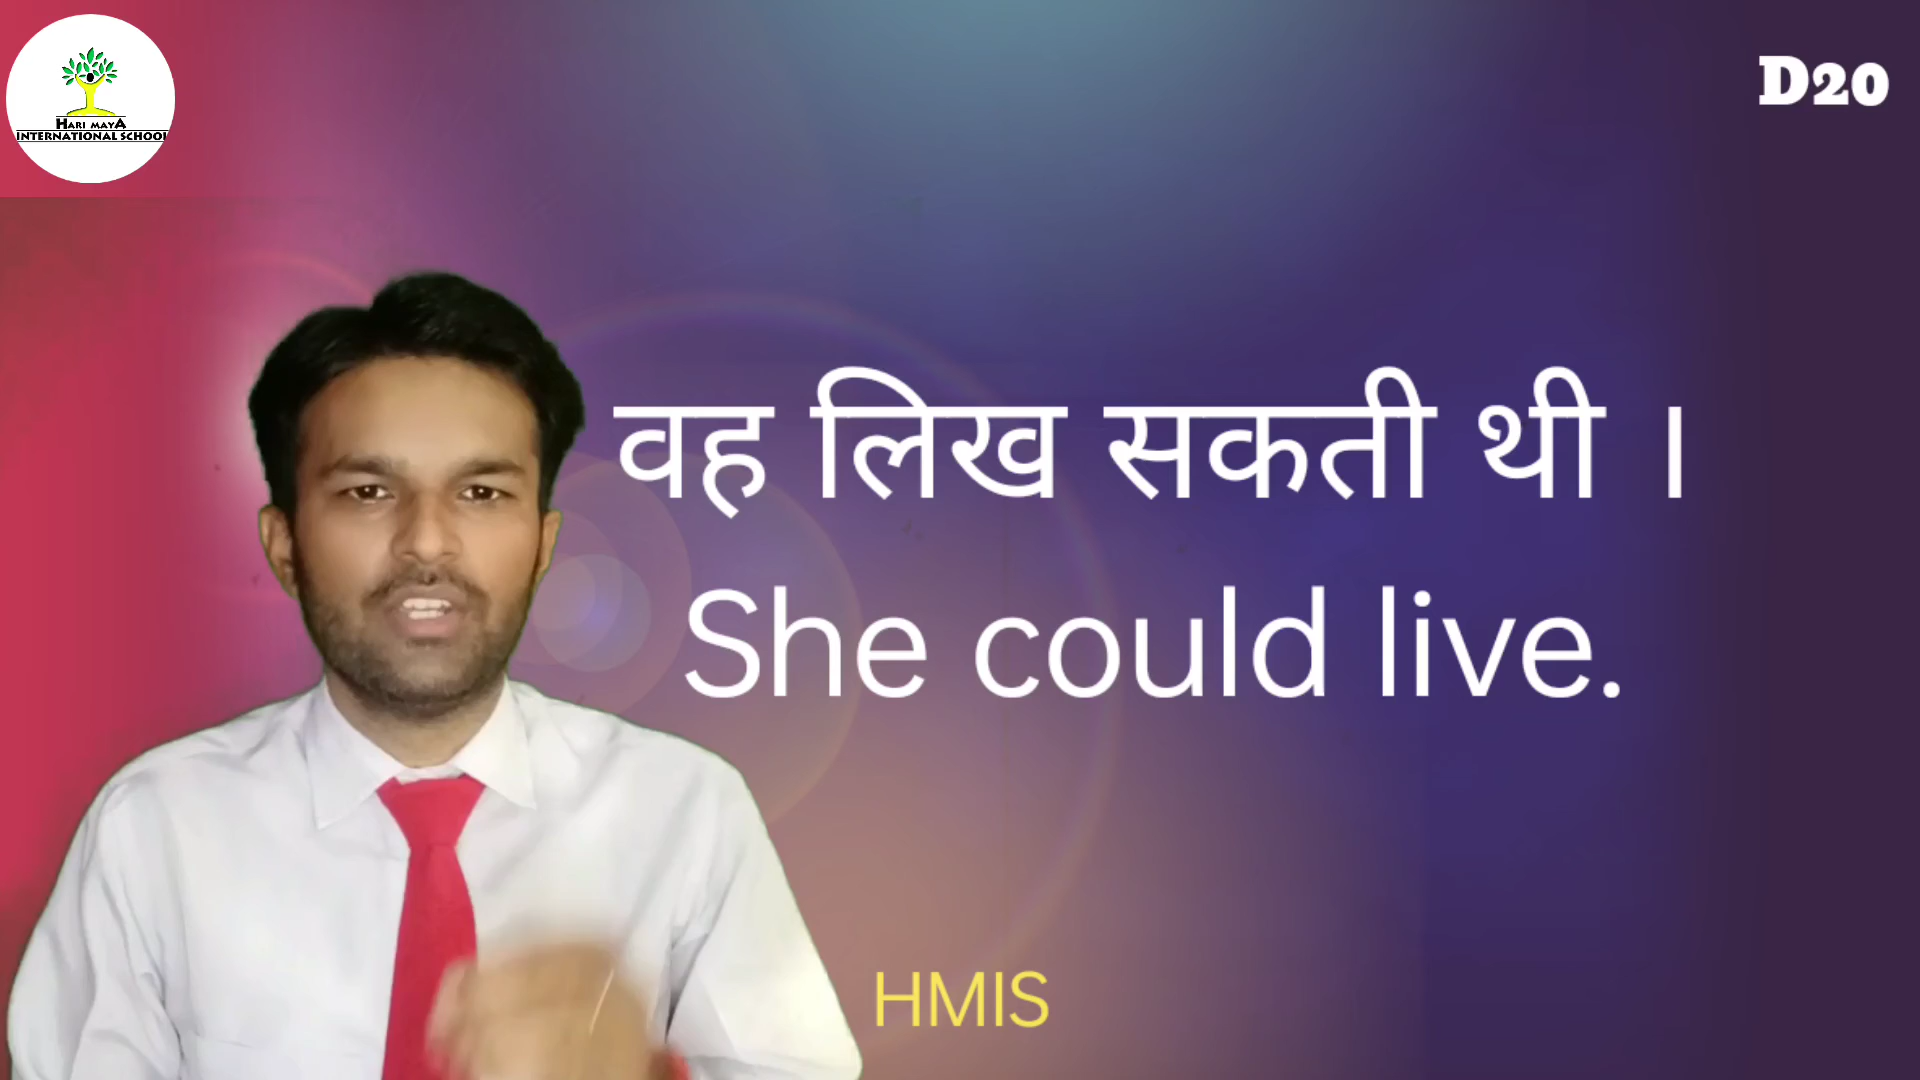 HARI MAYA
INTERNATIONAL SCHOOL
D20
वह लिख सकती थी ।
She could live.
HMIS